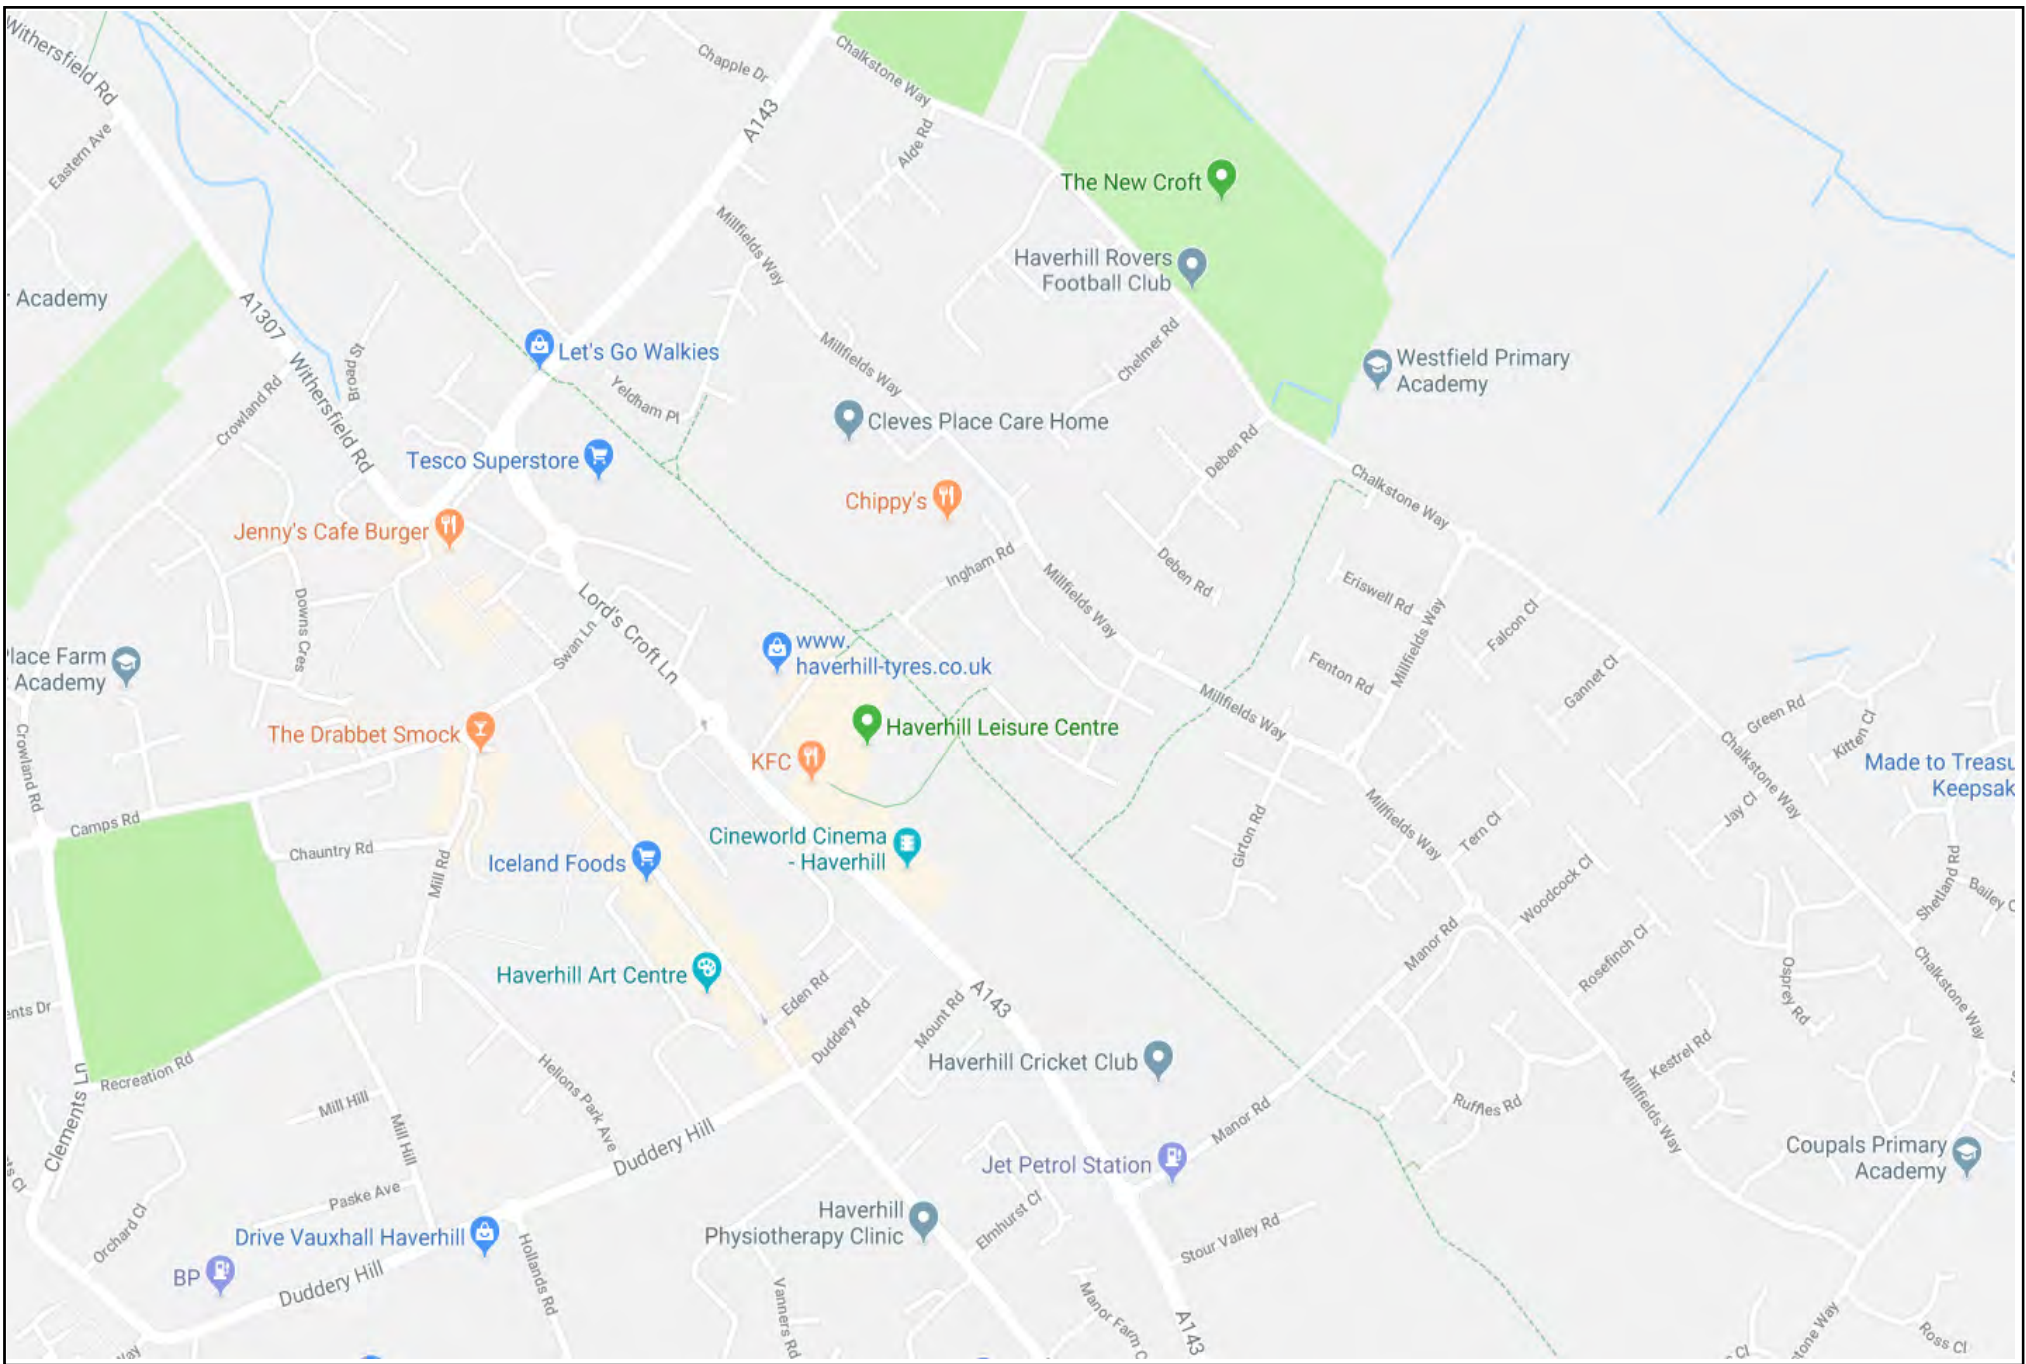 Withersfield Rd
Chapple Dr
Chalkstone Way
A143
Alde Rd
Eastern Ave
The New Croft
Millfields Way
Haverhill Rovers
Football Club
Academy
A1307
Withersfield Rd
Broad St
Let's Go Walkies
Millfields Way
Chelmer Rd
Westfield Primary
Academy
Crowland Rd
Yeldham Pl
Cleves Place Care Home
Tesco Superstore
Deben Rd
Chalkstone Way
Chippy's
Jenny's Cafe Burger
Ingham Rd
Deben Rd
Millfields Way
Eriswell Rd
Millfields Way
Falcon Cl
Downs Cres
Lord's Croft Ln
Swan Ln
www.
haverhill-tyres.co.uk
Place Farm
Academy
Fenton Rd
Gannet Cl
Millfields Way
Green Rd
Kitten Cl
Crowland Rd
The Drabbet Smock
Haverhill Leisure Centre
KFC
Chalkstone Way
Made to Treasu
Keepsak
Camps Rd
Chauntry Rd
Mill Rd
Iceland Foods
Cineworld Cinema
- Haverhill
Girton Rd
Millfields Way
Tern Cl
Jay Cl
Woodcock Cl
Shetland Rd
Bailey C
Manor Rd
Rosefinch Cl
Haverhill Art Centre
Eden Rd
Duddery Rd
Mount Rd
A143
Osprey Rd
Chalkstone Way
ents Dr
Recreation Rd
Clements Ln
Helions Park Ave
Haverhill Cricket Club
Kestrel Rd
Ruffles Rd
Millfields Way
Mill Hill
Mill Hill
Duddery Hill
Manor Rd
Jet Petrol Station
Coupals Primary
Academy
ts Cl
Paske Ave
Orchard Cl
Drive Vauxhall Haverhill
Hollands Rd
Haverhill
Physiotherapy Clinic
Elmhurst Cl
Stour Valley Rd
BP
Duddery Hill
Vanners Rd
Manor Farm C
A143
Way
Cl
stone Way
Ross Cl